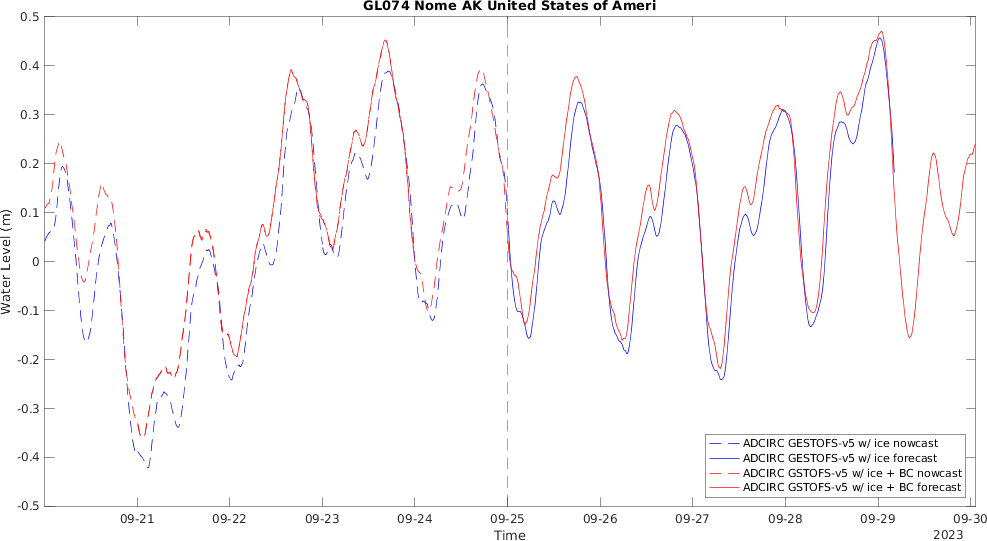 GL074 Nome AK United States of Ameri
0.5
0.4
0.3
0.2
0.1
0
-0.1
-0.2
-0.3
-0.4
-0.5
Water Level (m)
ADCIRC GESTOFS-v5 w/ ice nowcast
ADCIRC GESTOFS-v5 w/ ice forecast
ADCIRC GSTOFS-v5 w/ ice + BC nowcast
ADCIRC GSTOFS-v5 w/ ice + BC forecast
09-21 09-22 09-23 09-24 09-25 09-26 09-27 09-28 09-29 09-30
Time
2023